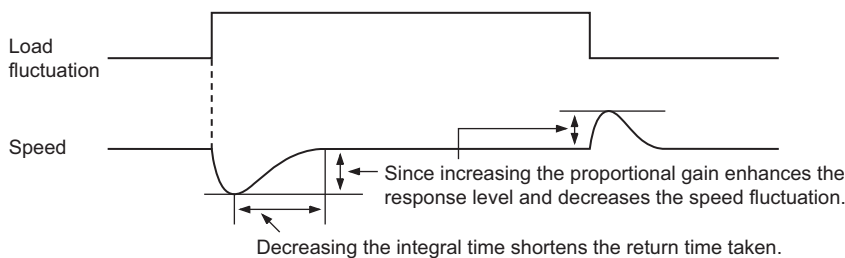 Load
fluctuation
Speed
Since increasing the proportional gain enhances the
response level and decreases the speed fluctuation.
Decreasing the integral time shortens the return time taken.